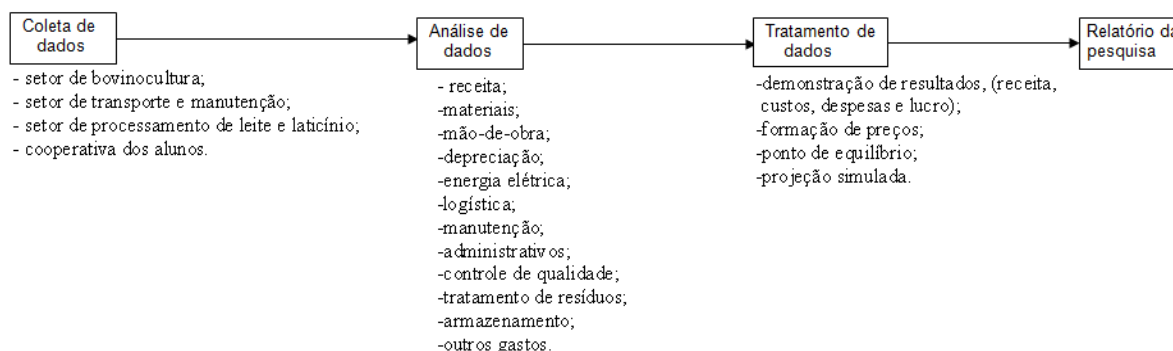 Coleta de
dados
- setor de bovinocultura;
- setor de transporte e manutenção;
- setor de processamento de leite e laticínio;
- cooperativa dos alunos.
Análise de
dados
- receita;
-materiais;
-mão-de-obra;
-depreciação;
-energia elétrica;
-logística;
-manutenção;
-administrativos;
-controle de qualidade;
-tratamento de resíduos;
-armazenamento;
-outros gastos.
Tratamento de
dados
-demonstração de resultados, (receita,
custos, despesas e lucro);
-formação de preços;
-ponto de equilíbrio;
-projeção simulada.
Relatório da
pesquisa